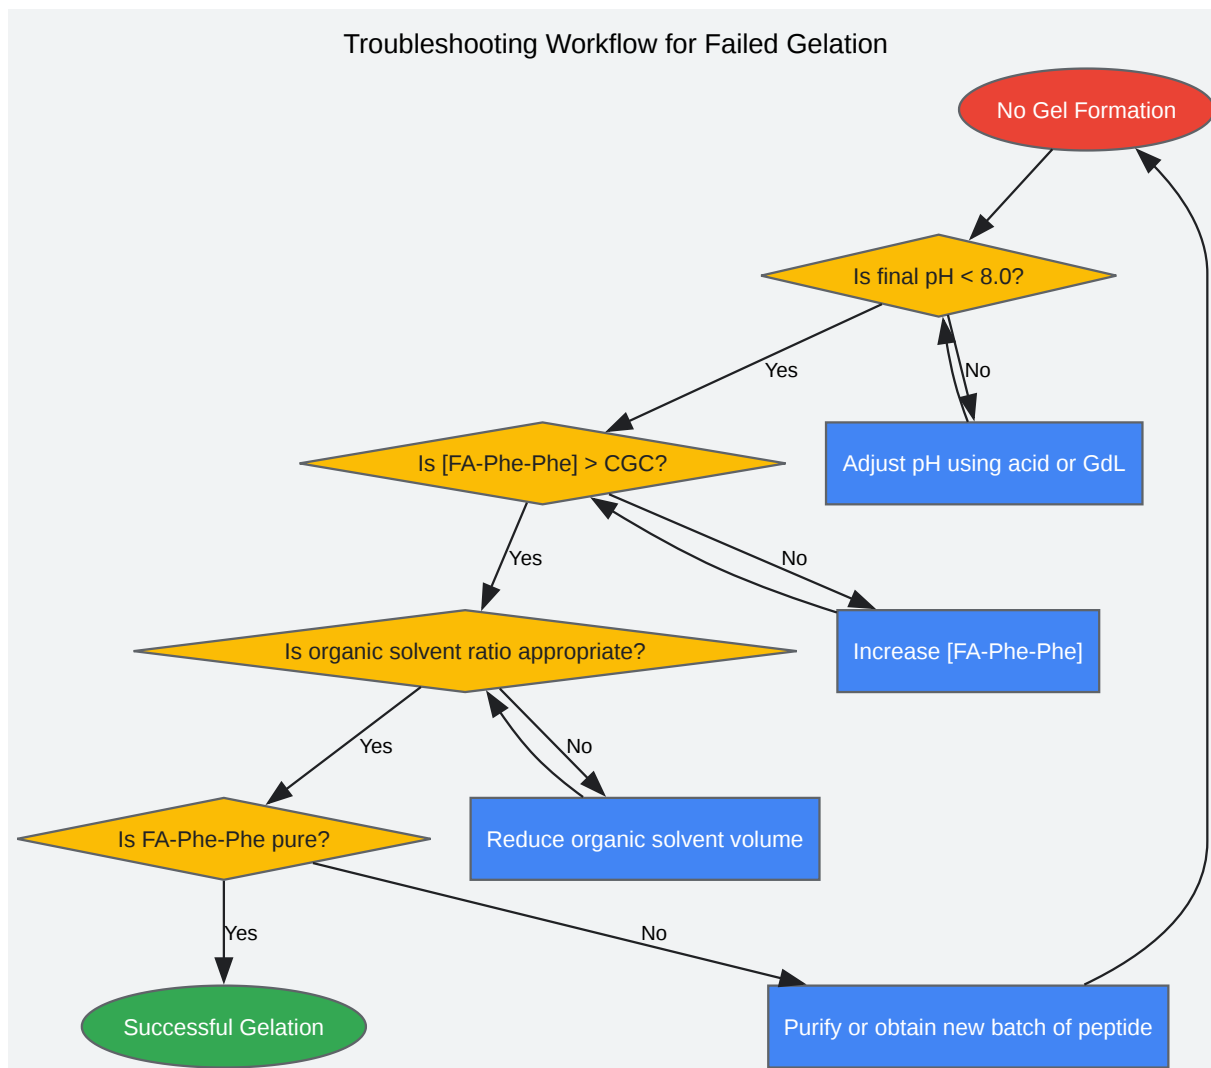 Troubleshooting Workflow for Failed Gelation
No Gel Formation
Is final pH < 8.0?
Yes
No
Is [FA-Phe-Phe] > CGC?
Adjust pH using acid or GdL
Yes
No
Is organic solvent ratio appropriate?
Increase [FA-Phe-Phe]
Yes
No
Is FA-Phe-Phe pure?
Reduce organic solvent volume
Yes
No
Successful Gelation
Purify or obtain new batch of peptide